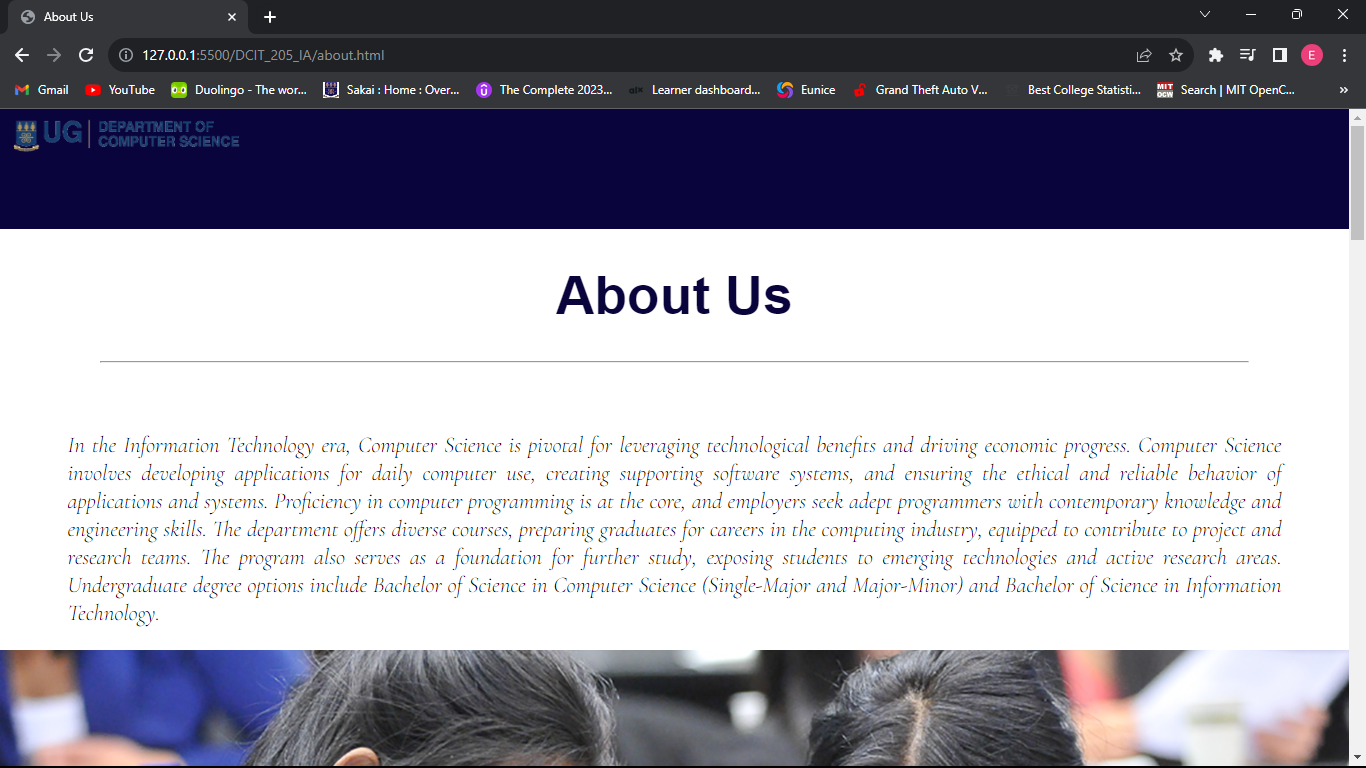 About Us
127.0.0.1:5500/DCIT_205_IA/about.html
E
Gmail YouTube Duolingo - The wor... Sakai : Home : Over... The Complete 2023... Learner dashboard... Eunice Grand Theft Auto V... Best College Statisti... MIT OCW Search | MIT OpenC... »
UG DEPARTMENT OF
COMPUTER SCIENCE
About Us
In the Information Technology era, Computer Science is pivotal for leveraging technological benefits and driving economic progress. Computer Science
involves developing applications for daily computer use, creating supporting software systems, and ensuring the ethical and reliable behavior of
applications and systems. Proficiency in computer programming is at the core, and employers seek adept programmers with contemporary knowledge and
engineering skills. The department offers diverse courses, preparing graduates for careers in the computing industry, equipped to contribute to project and
research teams. The program also serves as a foundation for further study, exposing students to emerging technologies and active research areas.
Undergraduate degree options include Bachelor of Science in Computer Science (Single-Major and Major-Minor) and Bachelor of Science in Information
Technology.